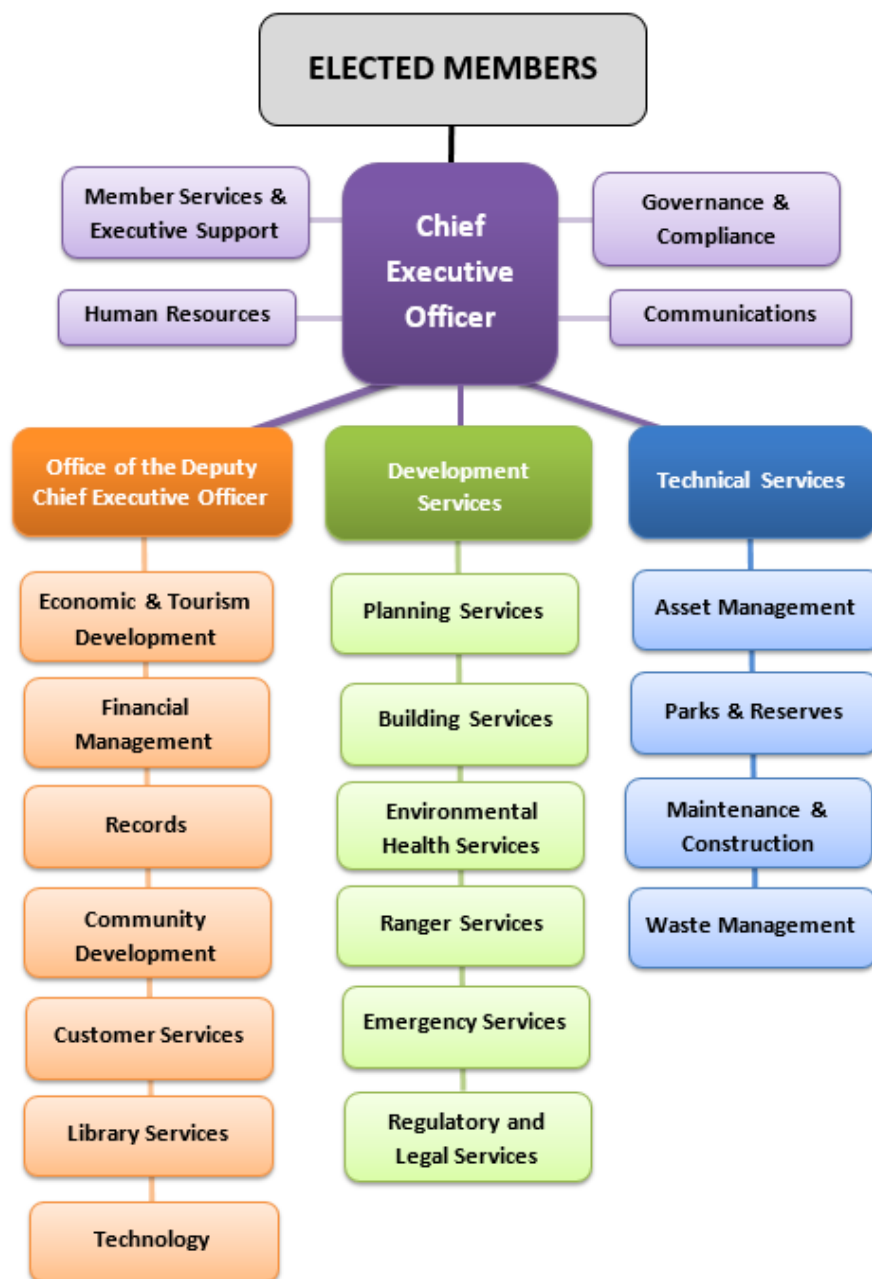 ELECTED MEMBERS
Member Services &
Executive Support
Chief
Executive
Officer
Governance &
Compliance
Human Resources
Communications
Office of the Deputy
Chief Executive Officer
Economic & Tourism
Development
Financial
Management
Records
Community
Development
Customer Services
Library Services
Technology
Development
Services
Planning Services
Building Services
Environmental
Health Services
Ranger Services
Emergency Services
Regulatory and
Legal Services
Technical Services
Asset Management
Parks & Reserves
Maintenance &
Construction
Waste Management